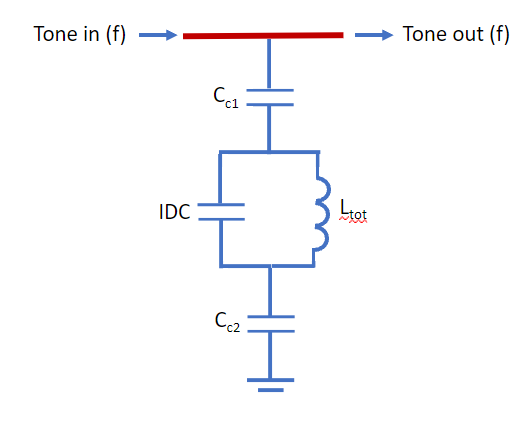 Tone in (f)
Tone out (f)
Cc1
IDC
Ltot
Cc2